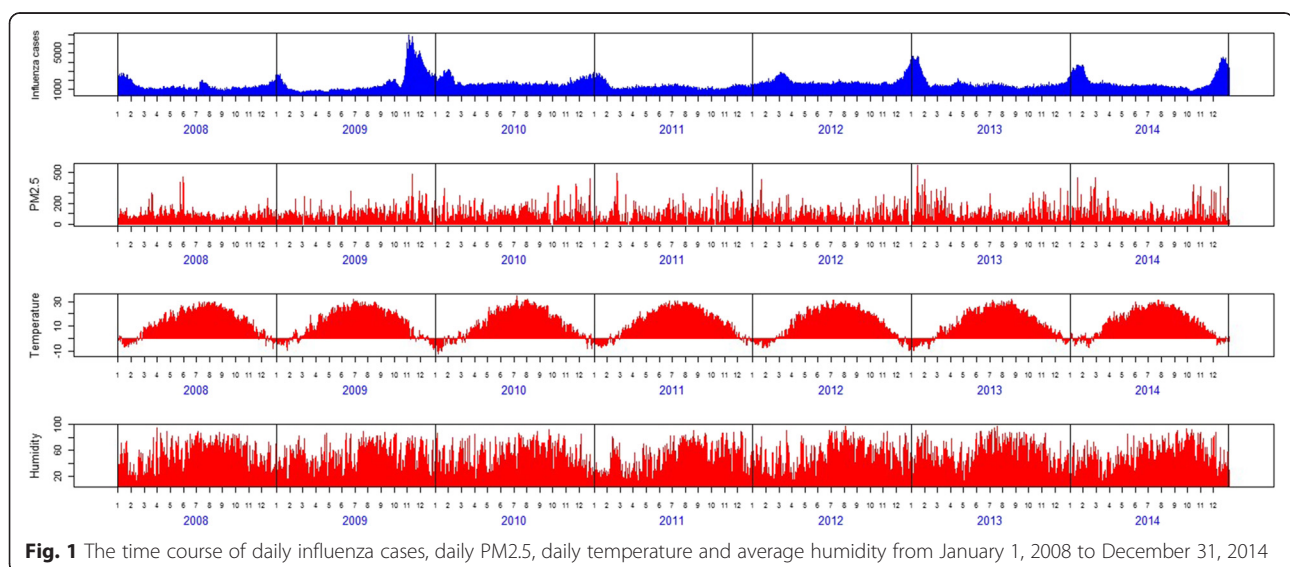 Influenza cases
5000
1000
1 2 3 4 5 6 7 8 9 10 11 12 1 2 3 4 5 6 7 8 9 10 11 12 1 2 3 4 5 6 7 8 9 10 11 12 1 2 3 4 5 6 7 8 9 10 11 12 1 2 3 4 5 6 7 8 9 10 11 12 1 2 3 4 5 6 7 8 9 10 11 12 1 2 3 4 5 6 7 8 9 10 11 12
2008 2009 2010 2011 2012 2013 2014
PM2.5
500
200
0
1 2 3 4 5 6 7 8 9 10 11 12 1 2 3 4 5 6 7 8 9 10 11 12 1 2 3 4 5 6 7 8 9 10 11 12 1 2 3 4 5 6 7 8 9 10 11 12 1 2 3 4 5 6 7 8 9 10 11 12 1 2 3 4 5 6 7 8 9 10 11 12 1 2 3 4 5 6 7 8 9 10 11 12
2008 2009 2010 2011 2012 2013 2014
Temperature
30
10
-10
1 2 3 4 5 6 7 8 9 10 11 12 1 2 3 4 5 6 7 8 9 10 11 12 1 2 3 4 5 6 7 8 9 10 11 12 1 2 3 4 5 6 7 8 9 10 11 12 1 2 3 4 5 6 7 8 9 10 11 12 1 2 3 4 5 6 7 8 9 10 11 12 1 2 3 4 5 6 7 8 9 10 11 12
2008 2009 2010 2011 2012 2013 2014
Humidity
100
60
20
1 2 3 4 5 6 7 8 9 10 11 12 1 2 3 4 5 6 7 8 9 10 11 12 1 2 3 4 5 6 7 8 9 10 11 12 1 2 3 4 5 6 7 8 9 10 11 12 1 2 3 4 5 6 7 8 9 10 11 12 1 2 3 4 5 6 7 8 9 10 11 12 1 2 3 4 5 6 7 8 9 10 11 12
2008 2009 2010 2011 2012 2013 2014
Fig. 1 The time course of daily influenza cases, daily PM2.5, daily temperature and average humidity from January 1, 2008 to December 31, 2014